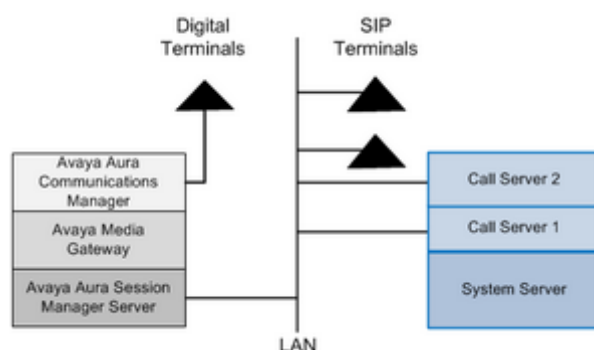 Digital
Terminals
SIP
Terminals
Avaya Aura
Communications
Manager
Avaya Media
Gateway
Avaya Aura Session
Manager Server
Call Server 2
Call Server 1
System Server
LAN